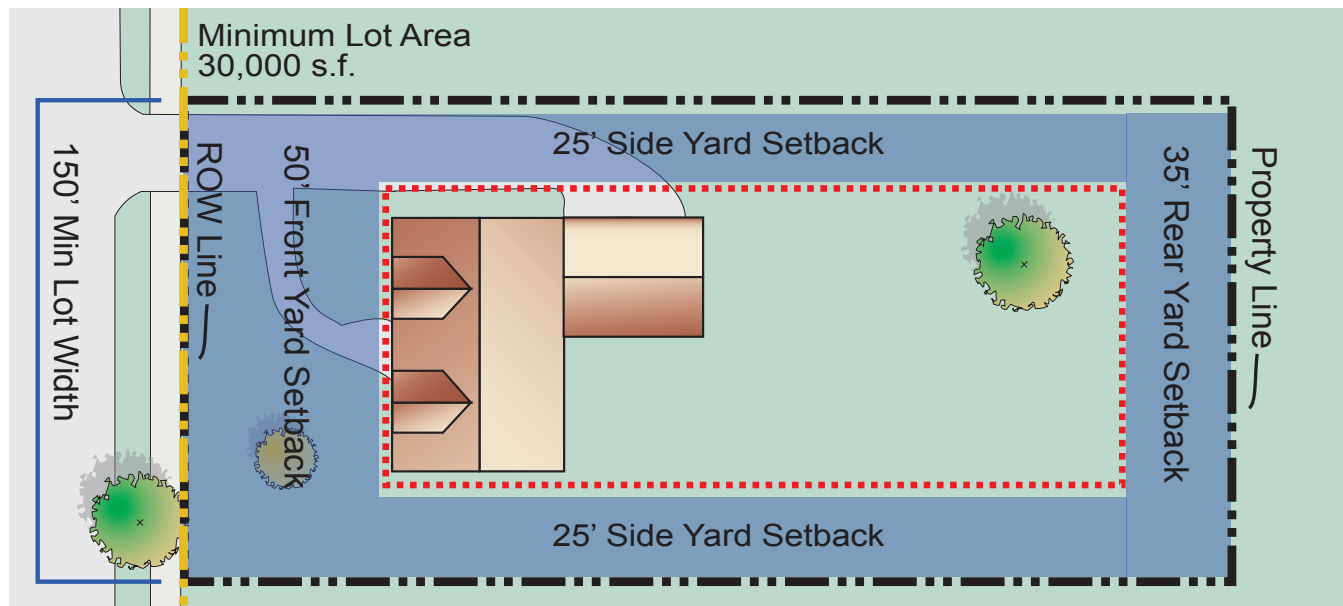 Minimum Lot Area
30,000 s.f.
150’ Min Lot Width
ROW Line
50’ Front Yard Setback
25’ Side Yard Setback
25’ Side Yard Setback
35’ Rear Yard Setback
Property Line